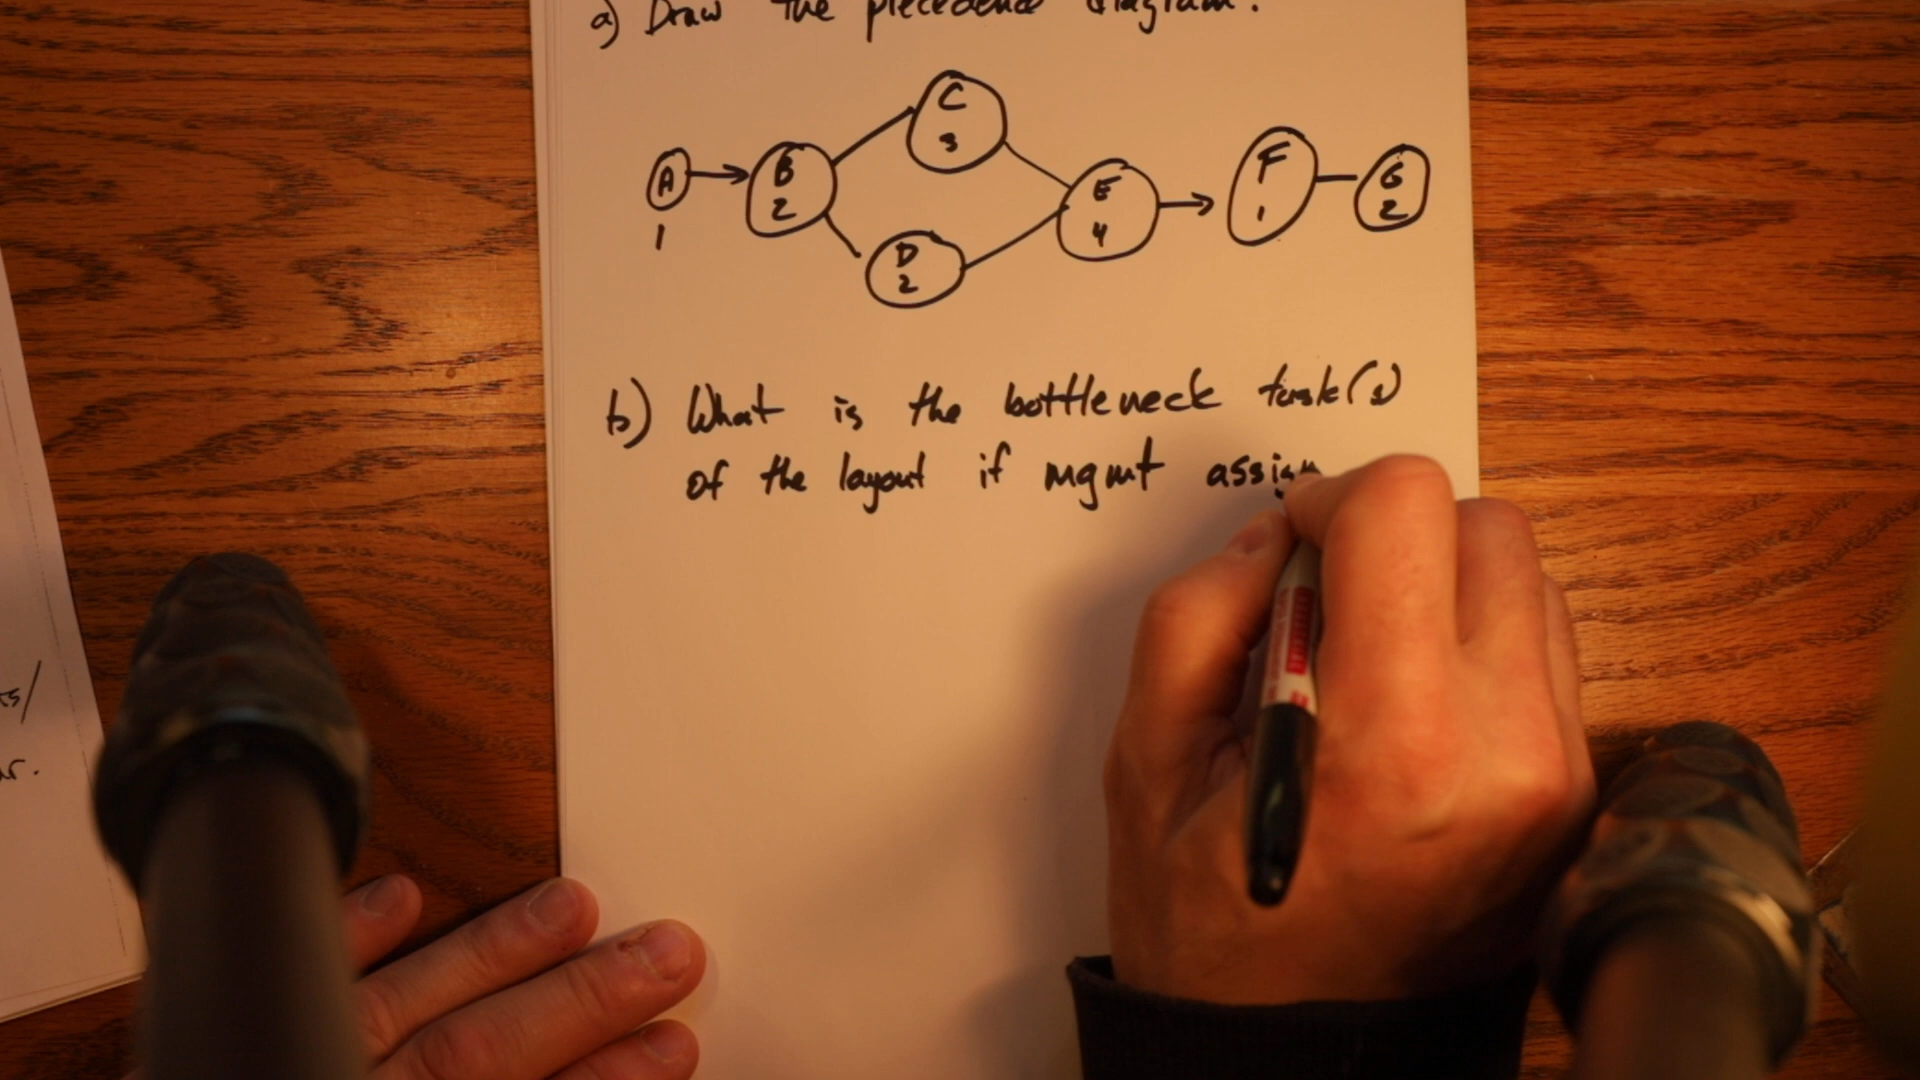 a) Draw the precedence diagram.
C
3
A
1
B
2
D
2
E
4
F
1
G
2
b) What is the bottleneck task(s)
of the layout if mgmt assign